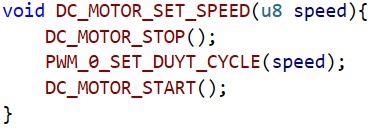 void DC_MOTOR_SET_SPEED(u8 speed){
    DC_MOTOR_STOP();
    PWM_0_SET_DUYT_CYCLE(speed);
    DC_MOTOR_START();
}